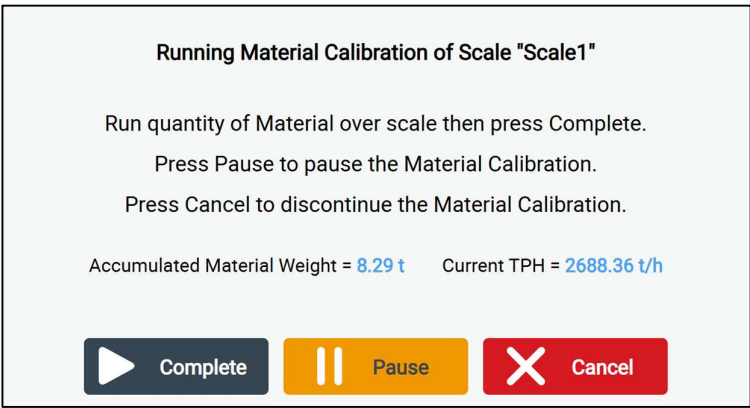 Running Material Calibration of Scale "Scale1"
Run quantity of Material over scale then press Complete.
Press Pause to pause the Material Calibration.
Press Cancel to discontinue the Material Calibration.
Accumulated Material Weight = 8.29 t Current TPH = 2688.36 t/h
Complete Pause Cancel